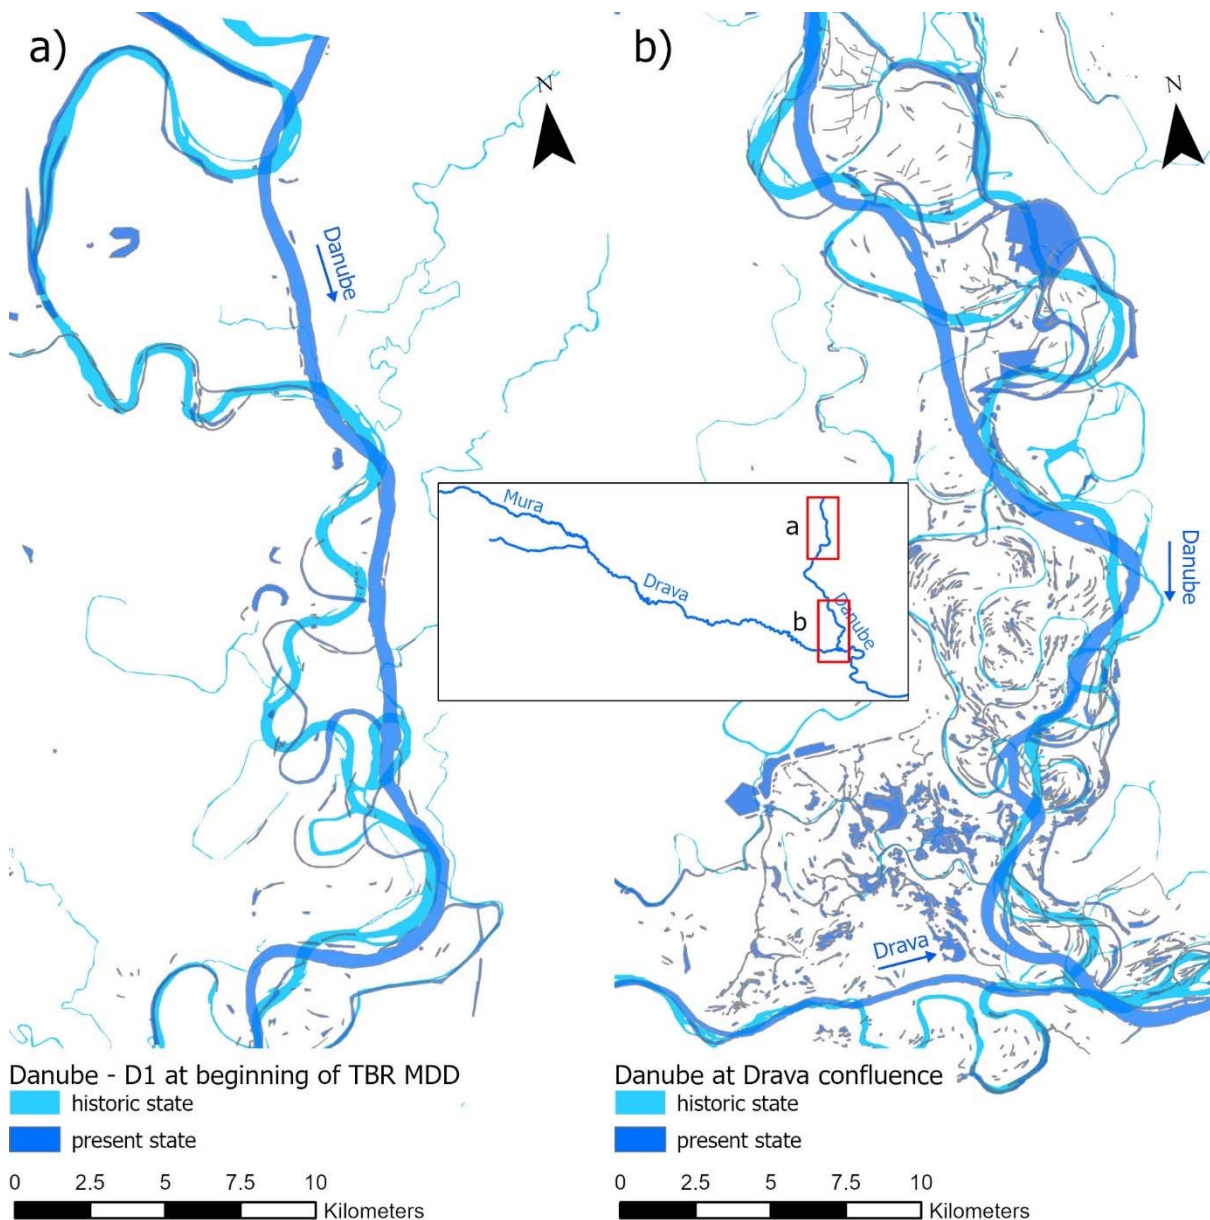 a)
N
Danube
b)
N
Danube
Drava
Mura
Drava
Danube
a
b
Danube - D1 at beginning of TBR MDD
historic state
present state
0 2.5 5 7.5 10
Kilometers
Danube at Drava confluence
historic state
present state
0 2.5 5 7.5 10
Kilometers